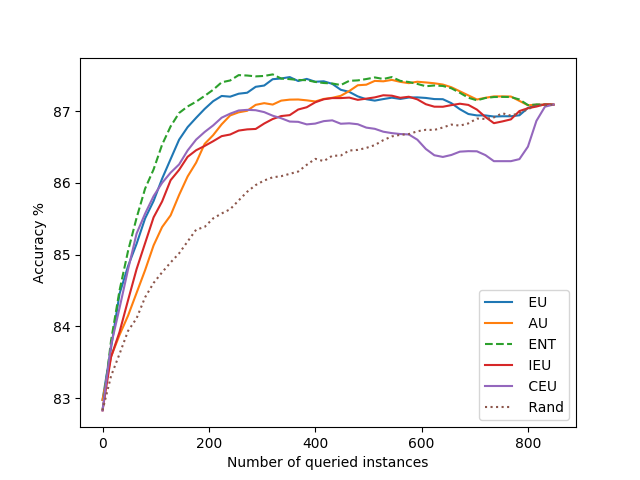 87
86
85
84
83
Accuracy %
0 200 400 600 800
Number of queried instances
EU
AU
ENT
IEU
CEU
Rand